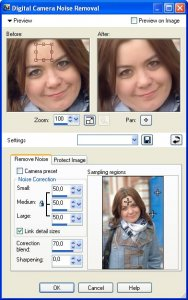 Digital Camera Noise Removal
Preview
Preview on Image
Before:
After:
Zoom: 100
Pan:
Settings
Remove Noise
Protect Image
Camera preset
Sampling regions
Noise Correction
Small: 50,0
Medium: 50,0
Large: 50,0
Link detail sizes
Correction blend: 70,0
Sharpening: 0,0
OK
Cancel
Help